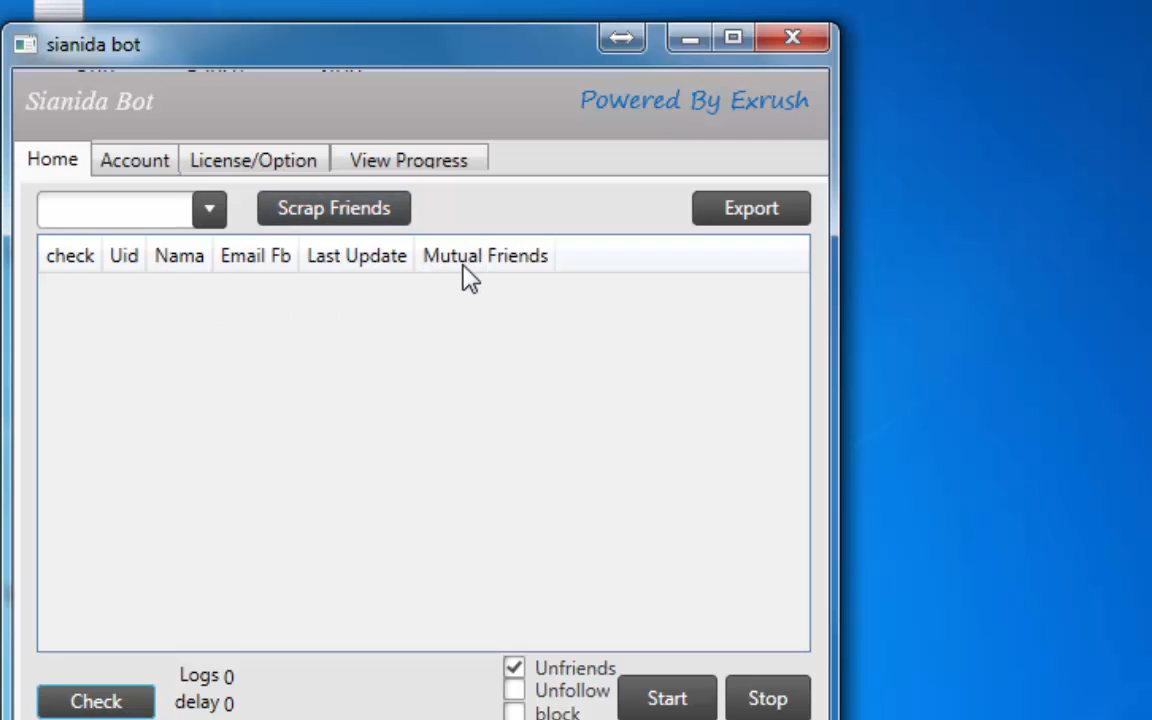 sianida bot
Sianida Bot
Powered By Exrush
Home Account License/Option View Progress
Scrap Friends Export
check Uid Nama Email Fb Last Update Mutual Friends
Logs 0
delay 0
Check
Unfriends
Unfollow
block
Start Stop